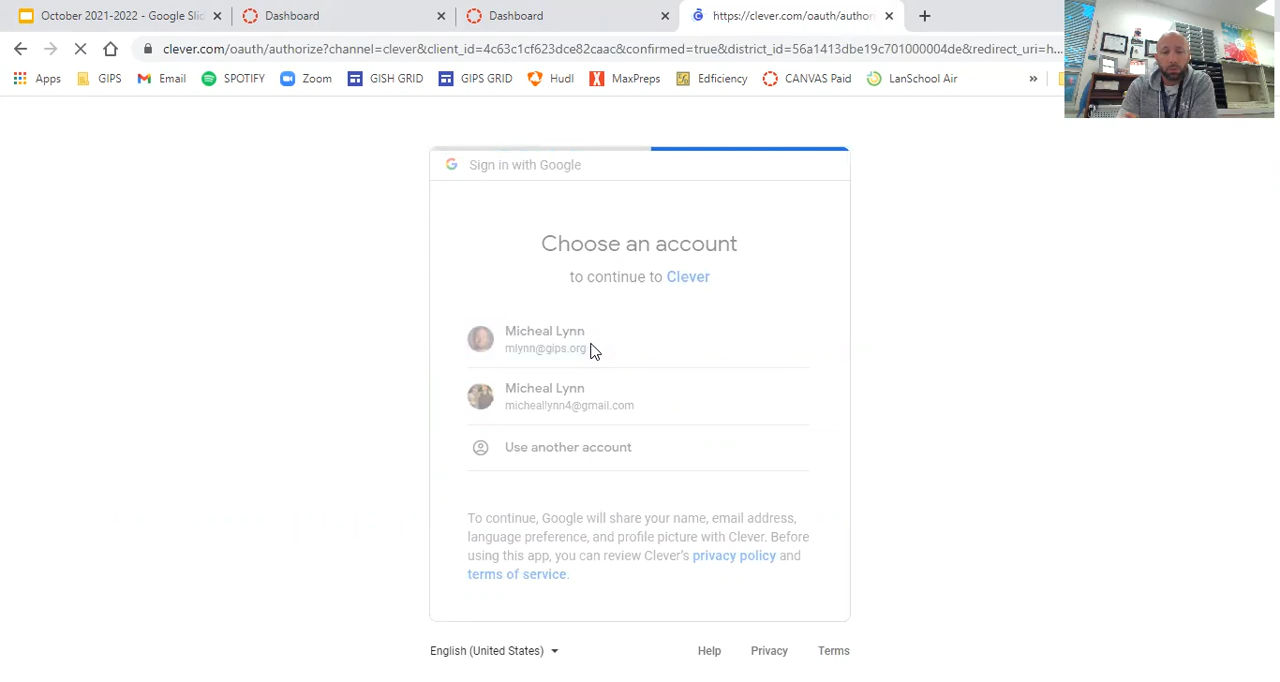 October 2021-2022 - Google Slid
Dashboard
Dashboard
https://clever.com/oauth/author
clever.com/oauth/authorize?channel=clever&client_id=4c63c1cf623dce82caac&confirmed=true&district_id=56a1413dbe19c701000004de&redirect_uri=h...
Apps
GIPS
Email
SPOTIFY
Zoom
GISH GRID
GIPS GRID
Hudl
MaxPreps
Edficiency
CANVAS Paid
LanSchool Air
»
Sign in with Google
Choose an account
to continue to Clever
Micheal Lynn
mlynn@gips.org
Micheal Lynn
micheallynn4@gmail.com
Use another account
To continue, Google will share your name, email address,
language preference, and profile picture with Clever. Before
using this app, you can review Clever's privacy policy and
terms of service.
English (United States)
Help
Privacy
Terms